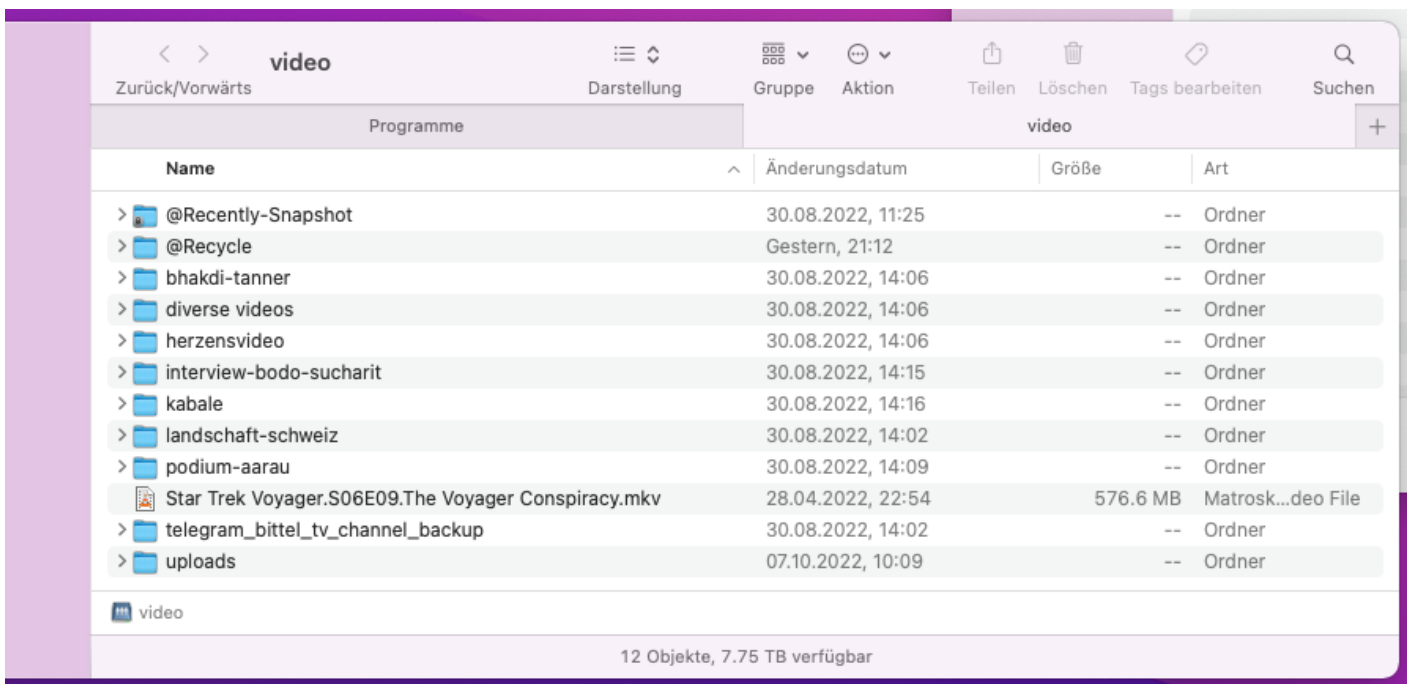 video
Zurück/Vorwärts Darstellung Gruppe Aktion Teilen Löschen Tags bearbeiten Suchen
Programme video
Name Änderungsdatum Größe Art
@Recently-Snapshot 30.08.2022, 11:25 -- Ordner
@Recycle Gestern, 21:12 -- Ordner
bhakdi-tanner 30.08.2022, 14:06 -- Ordner
diverse videos 30.08.2022, 14:06 -- Ordner
herzensvideo 30.08.2022, 14:06 -- Ordner
interview-bodo-sucharit 30.08.2022, 14:15 -- Ordner
kabale 30.08.2022, 14:16 -- Ordner
landschaft-schweiz 30.08.2022, 14:02 -- Ordner
podium-aarau 30.08.2022, 14:09 -- Ordner
Star Trek Voyager.S06E09.The Voyager Conspiracy.mkv 28.04.2022, 22:54 576.6 MB Matrosk...deo File
telegram_bittel_tv_channel_backup 30.08.2022, 14:02 -- Ordner
uploads 07.10.2022, 10:09 -- Ordner
video
12 Objekte, 7.75 TB verfügbar